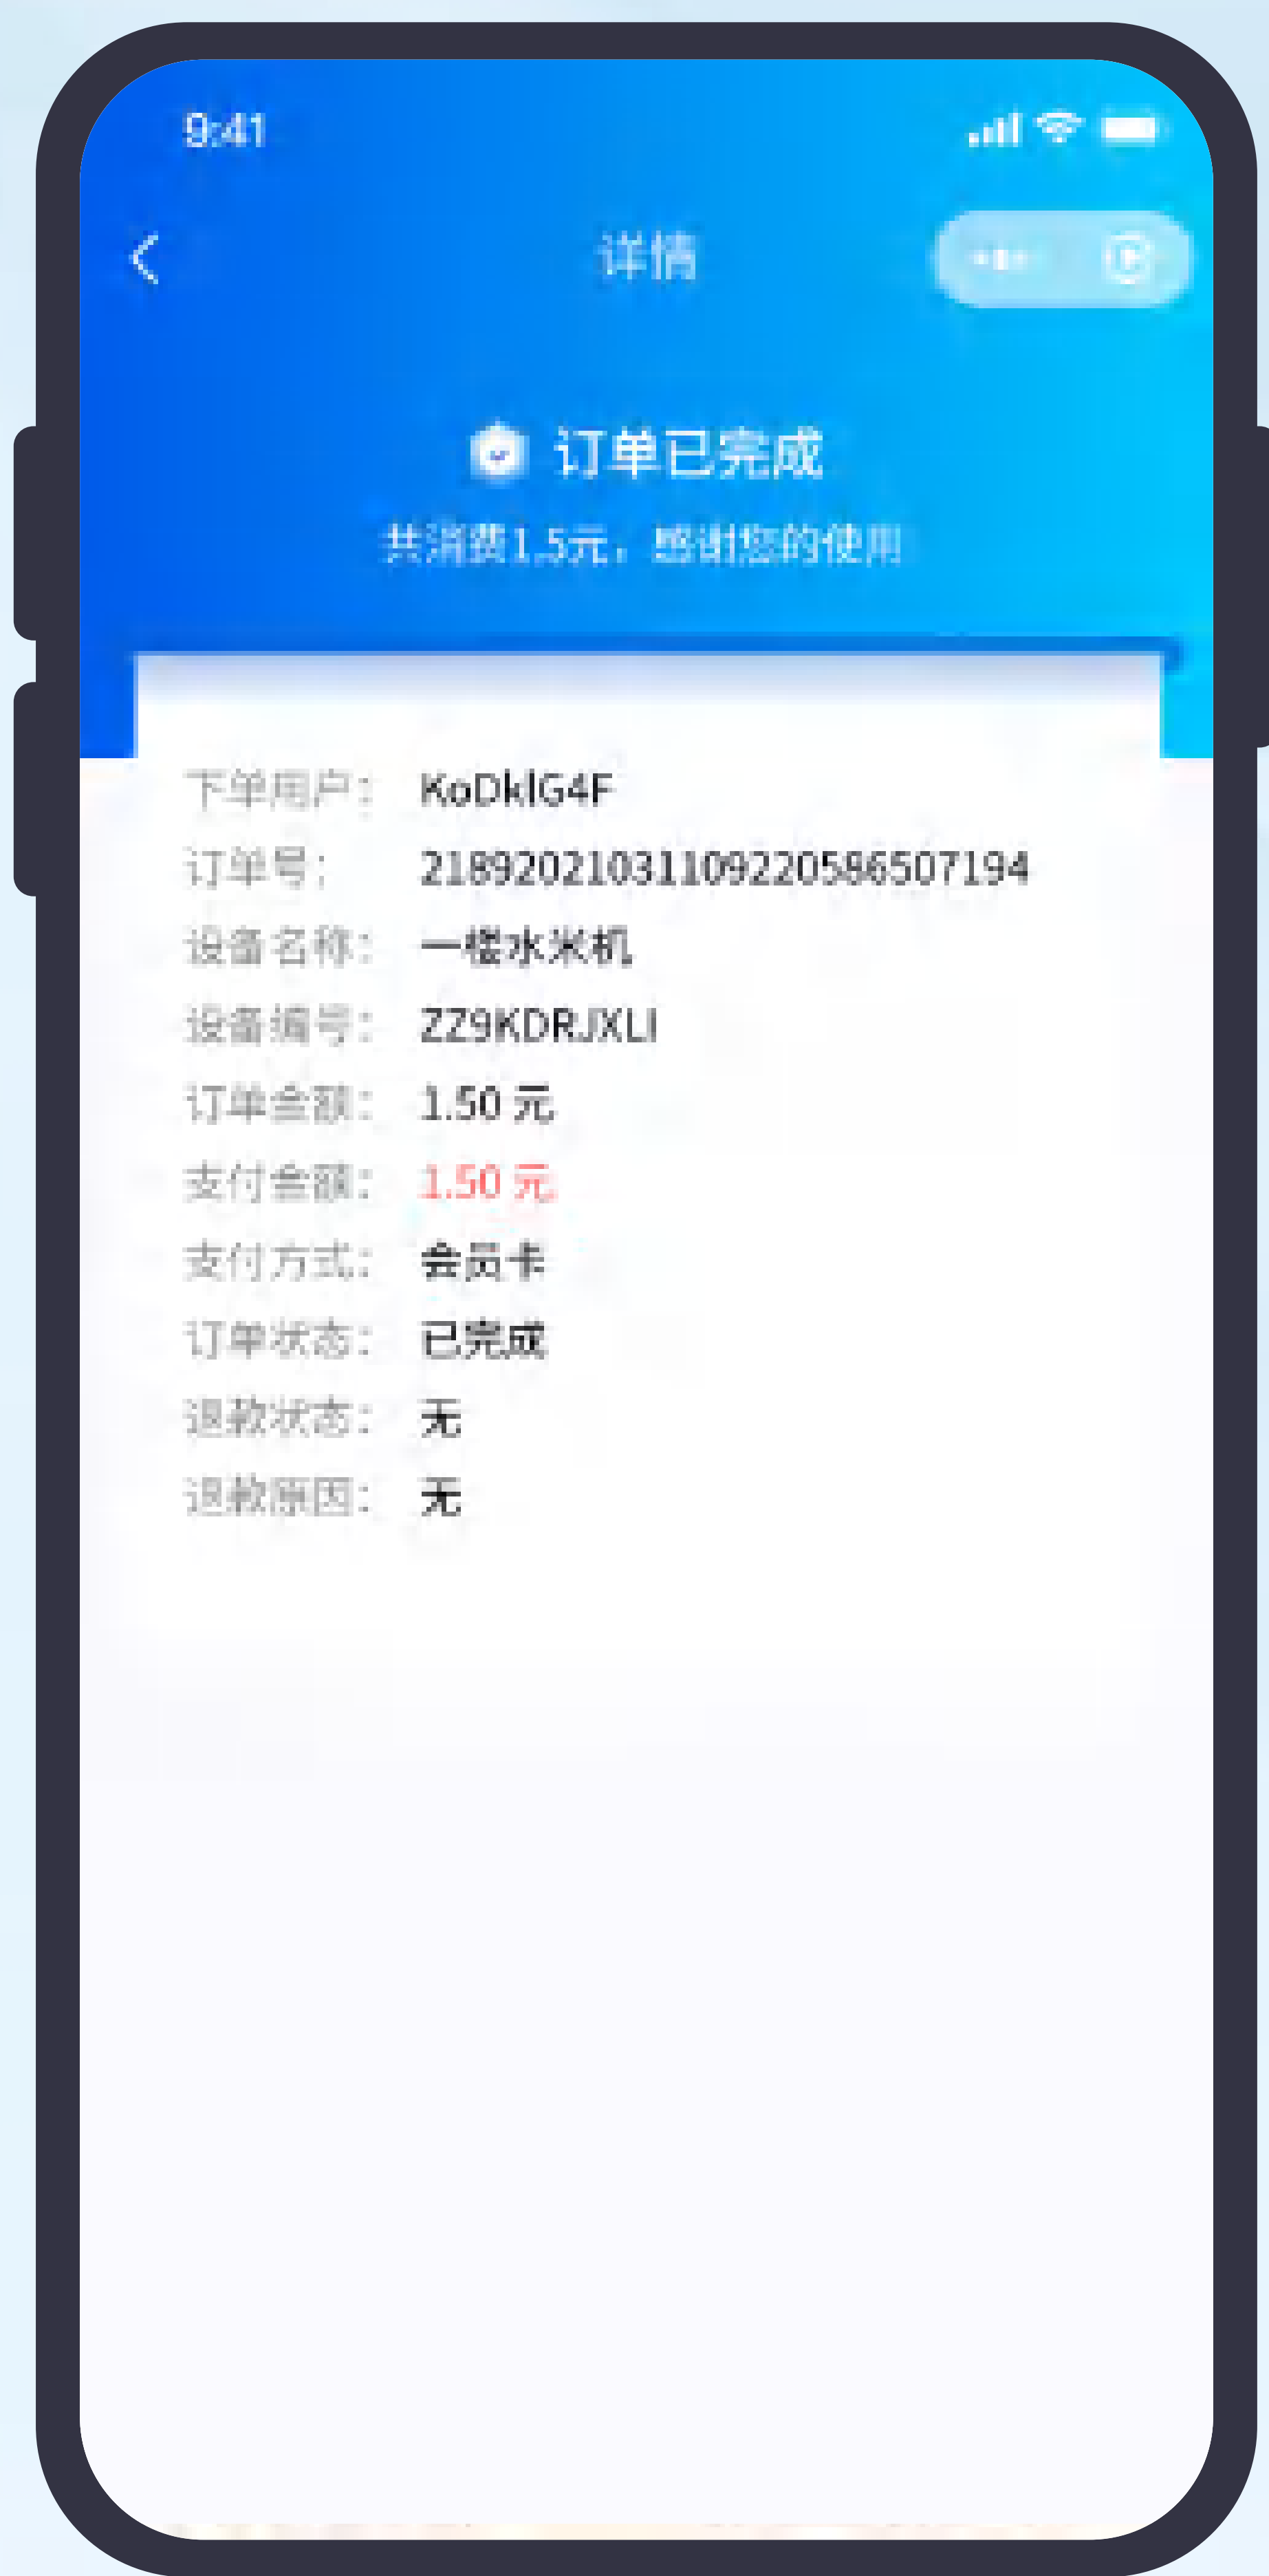 9:41
详情
订单已完成
共消费1.5元，感谢您的使用
下单用户： KoDklG4F
订单号： 21892021031109220586507194
设备名称： 一楼水米机
设备编号： ZZ9KDRJXLI
订单金额： 1.50 元
支付金额： 1.50 元
支付方式： 会员卡
订单状态： 已完成
退款状态： 无
退款原因： 无